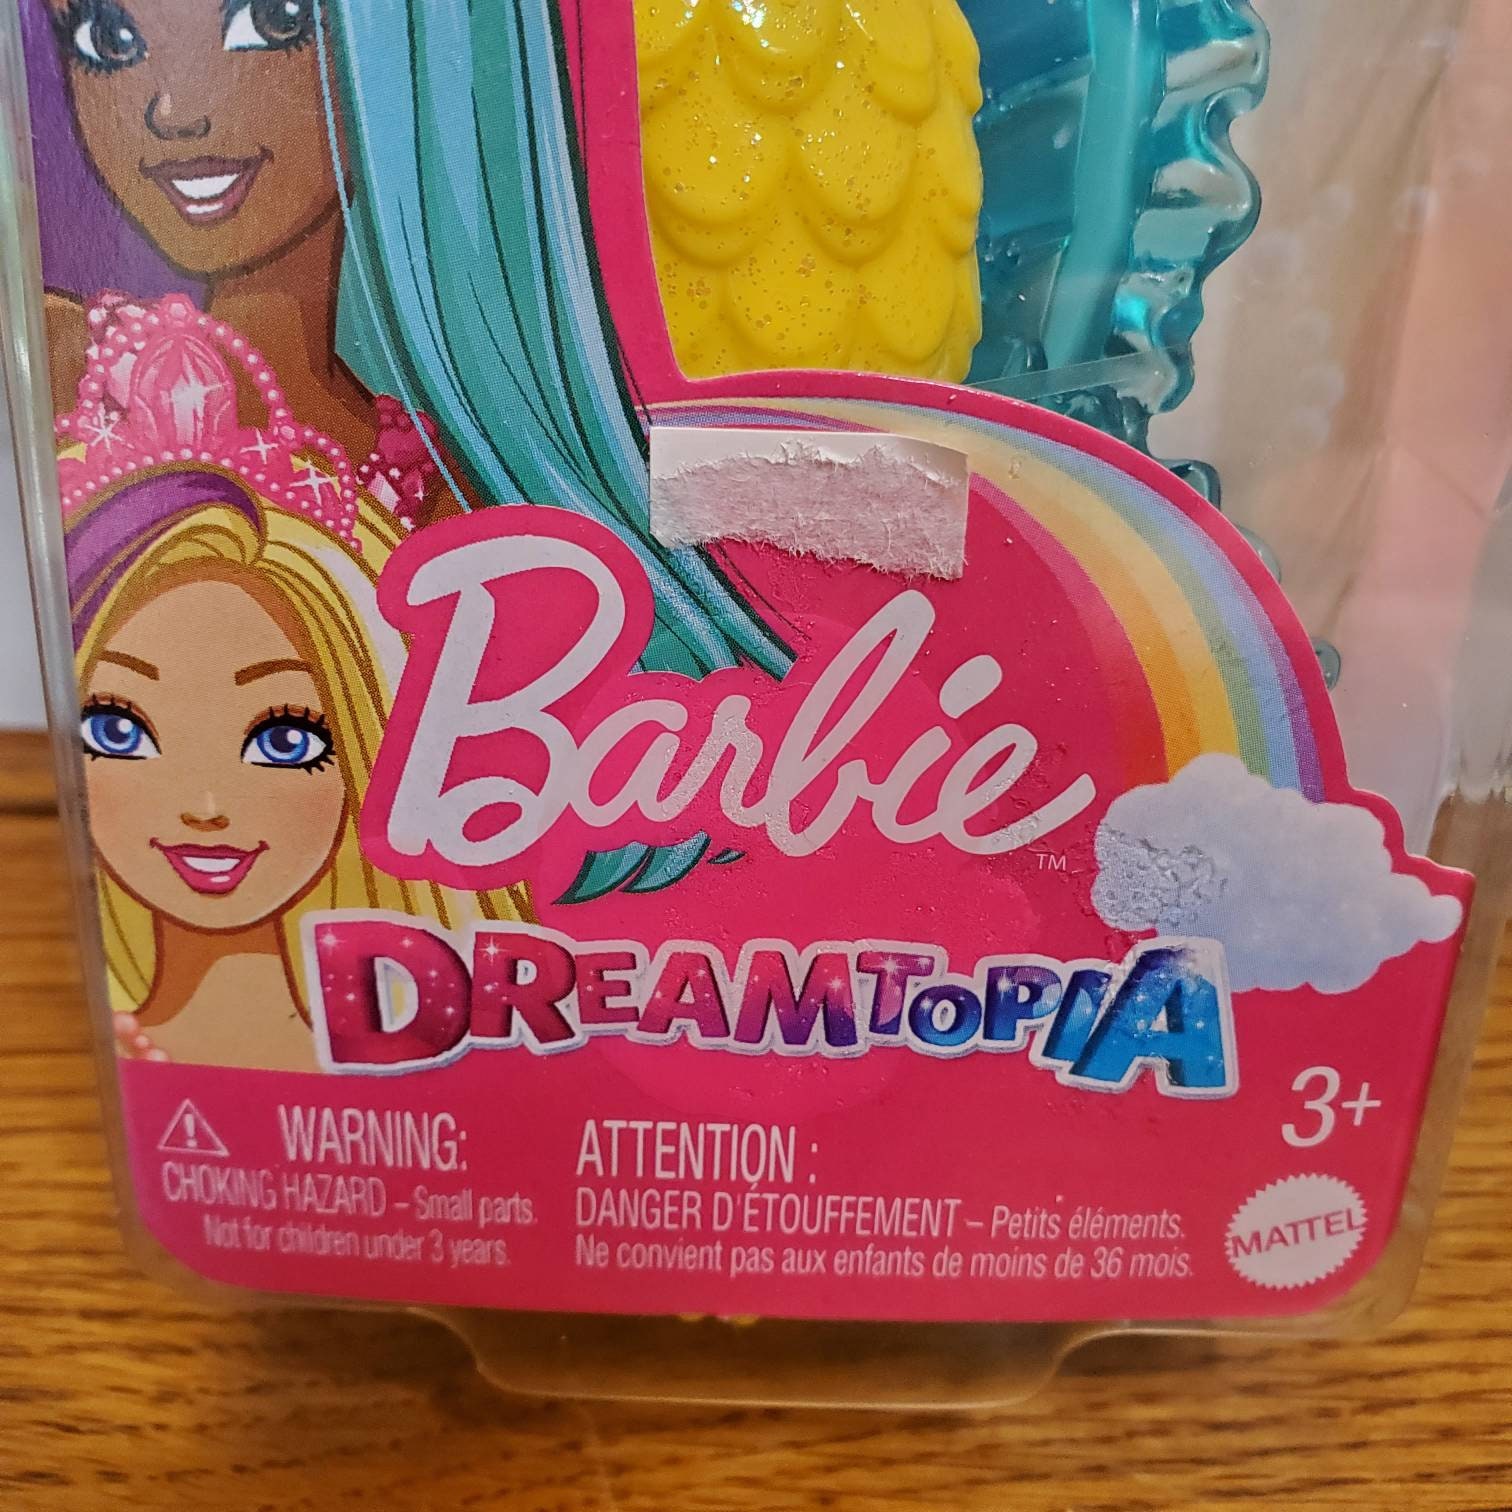 Barbie
TM
DREAMTOPIA
3+
WARNING:
CHOKING HAZARD – Small parts.
Not for children under 3 years.
ATTENTION :
DANGER D'ÉTOUFFEMENT – Petits éléments.
Ne convient pas aux enfants de moins de 36 mois.
MATTEL